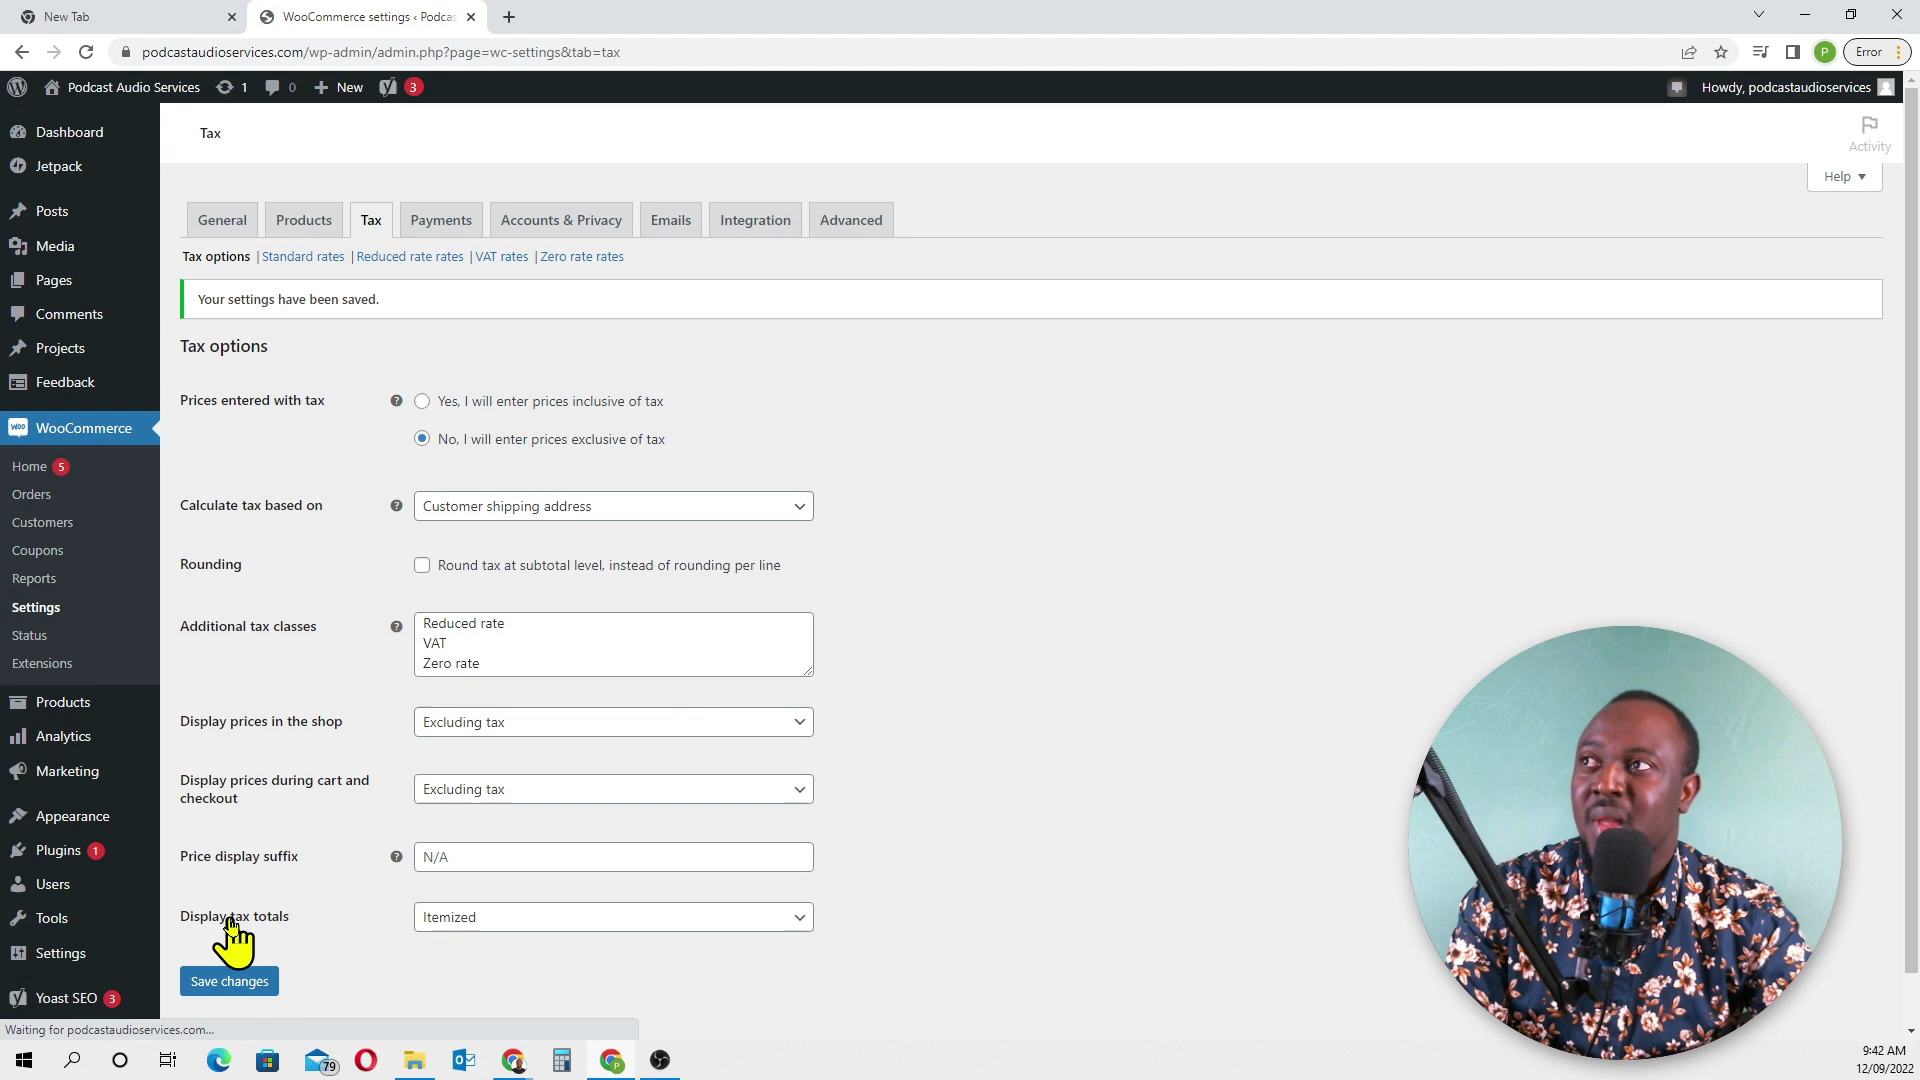 New Tab
WooCommerce settings ‹ Podcas
podcastaudioservices.com/wp-admin/admin.php?page=wc-settings&tab=tax
P
Error
Podcast Audio Services
1
0
New
3
Howdy, podcastaudioservices
Dashboard
Jetpack
Posts
Media
Pages
Comments
Projects
Feedback
WOO
WooCommerce
Home 5
Orders
Customers
Coupons
Reports
Settings
Status
Extensions
Products
Analytics
Marketing
Appearance
Plugins 1
Users
Tools
Settings
Yoast SEO 3
Tax
Activity
Help
General
Products
Tax
Payments
Accounts & Privacy
Emails
Integration
Advanced
Tax options | Standard rates | Reduced rate rates | VAT rates | Zero rate rates
Your settings have been saved.
Tax options
Prices entered with tax
Yes, I will enter prices inclusive of tax
No, I will enter prices exclusive of tax
Calculate tax based on
Customer shipping address
Rounding
Round tax at subtotal level, instead of rounding per line
Additional tax classes
Reduced rate
VAT
Zero rate
Display prices in the shop
Excluding tax
Display prices during cart and
checkout
Excluding tax
Price display suffix
N/A
Display tax totals
Itemized
Save changes
Waiting for podcastaudioservices.com...
79
P
9:42 AM
12/09/2022